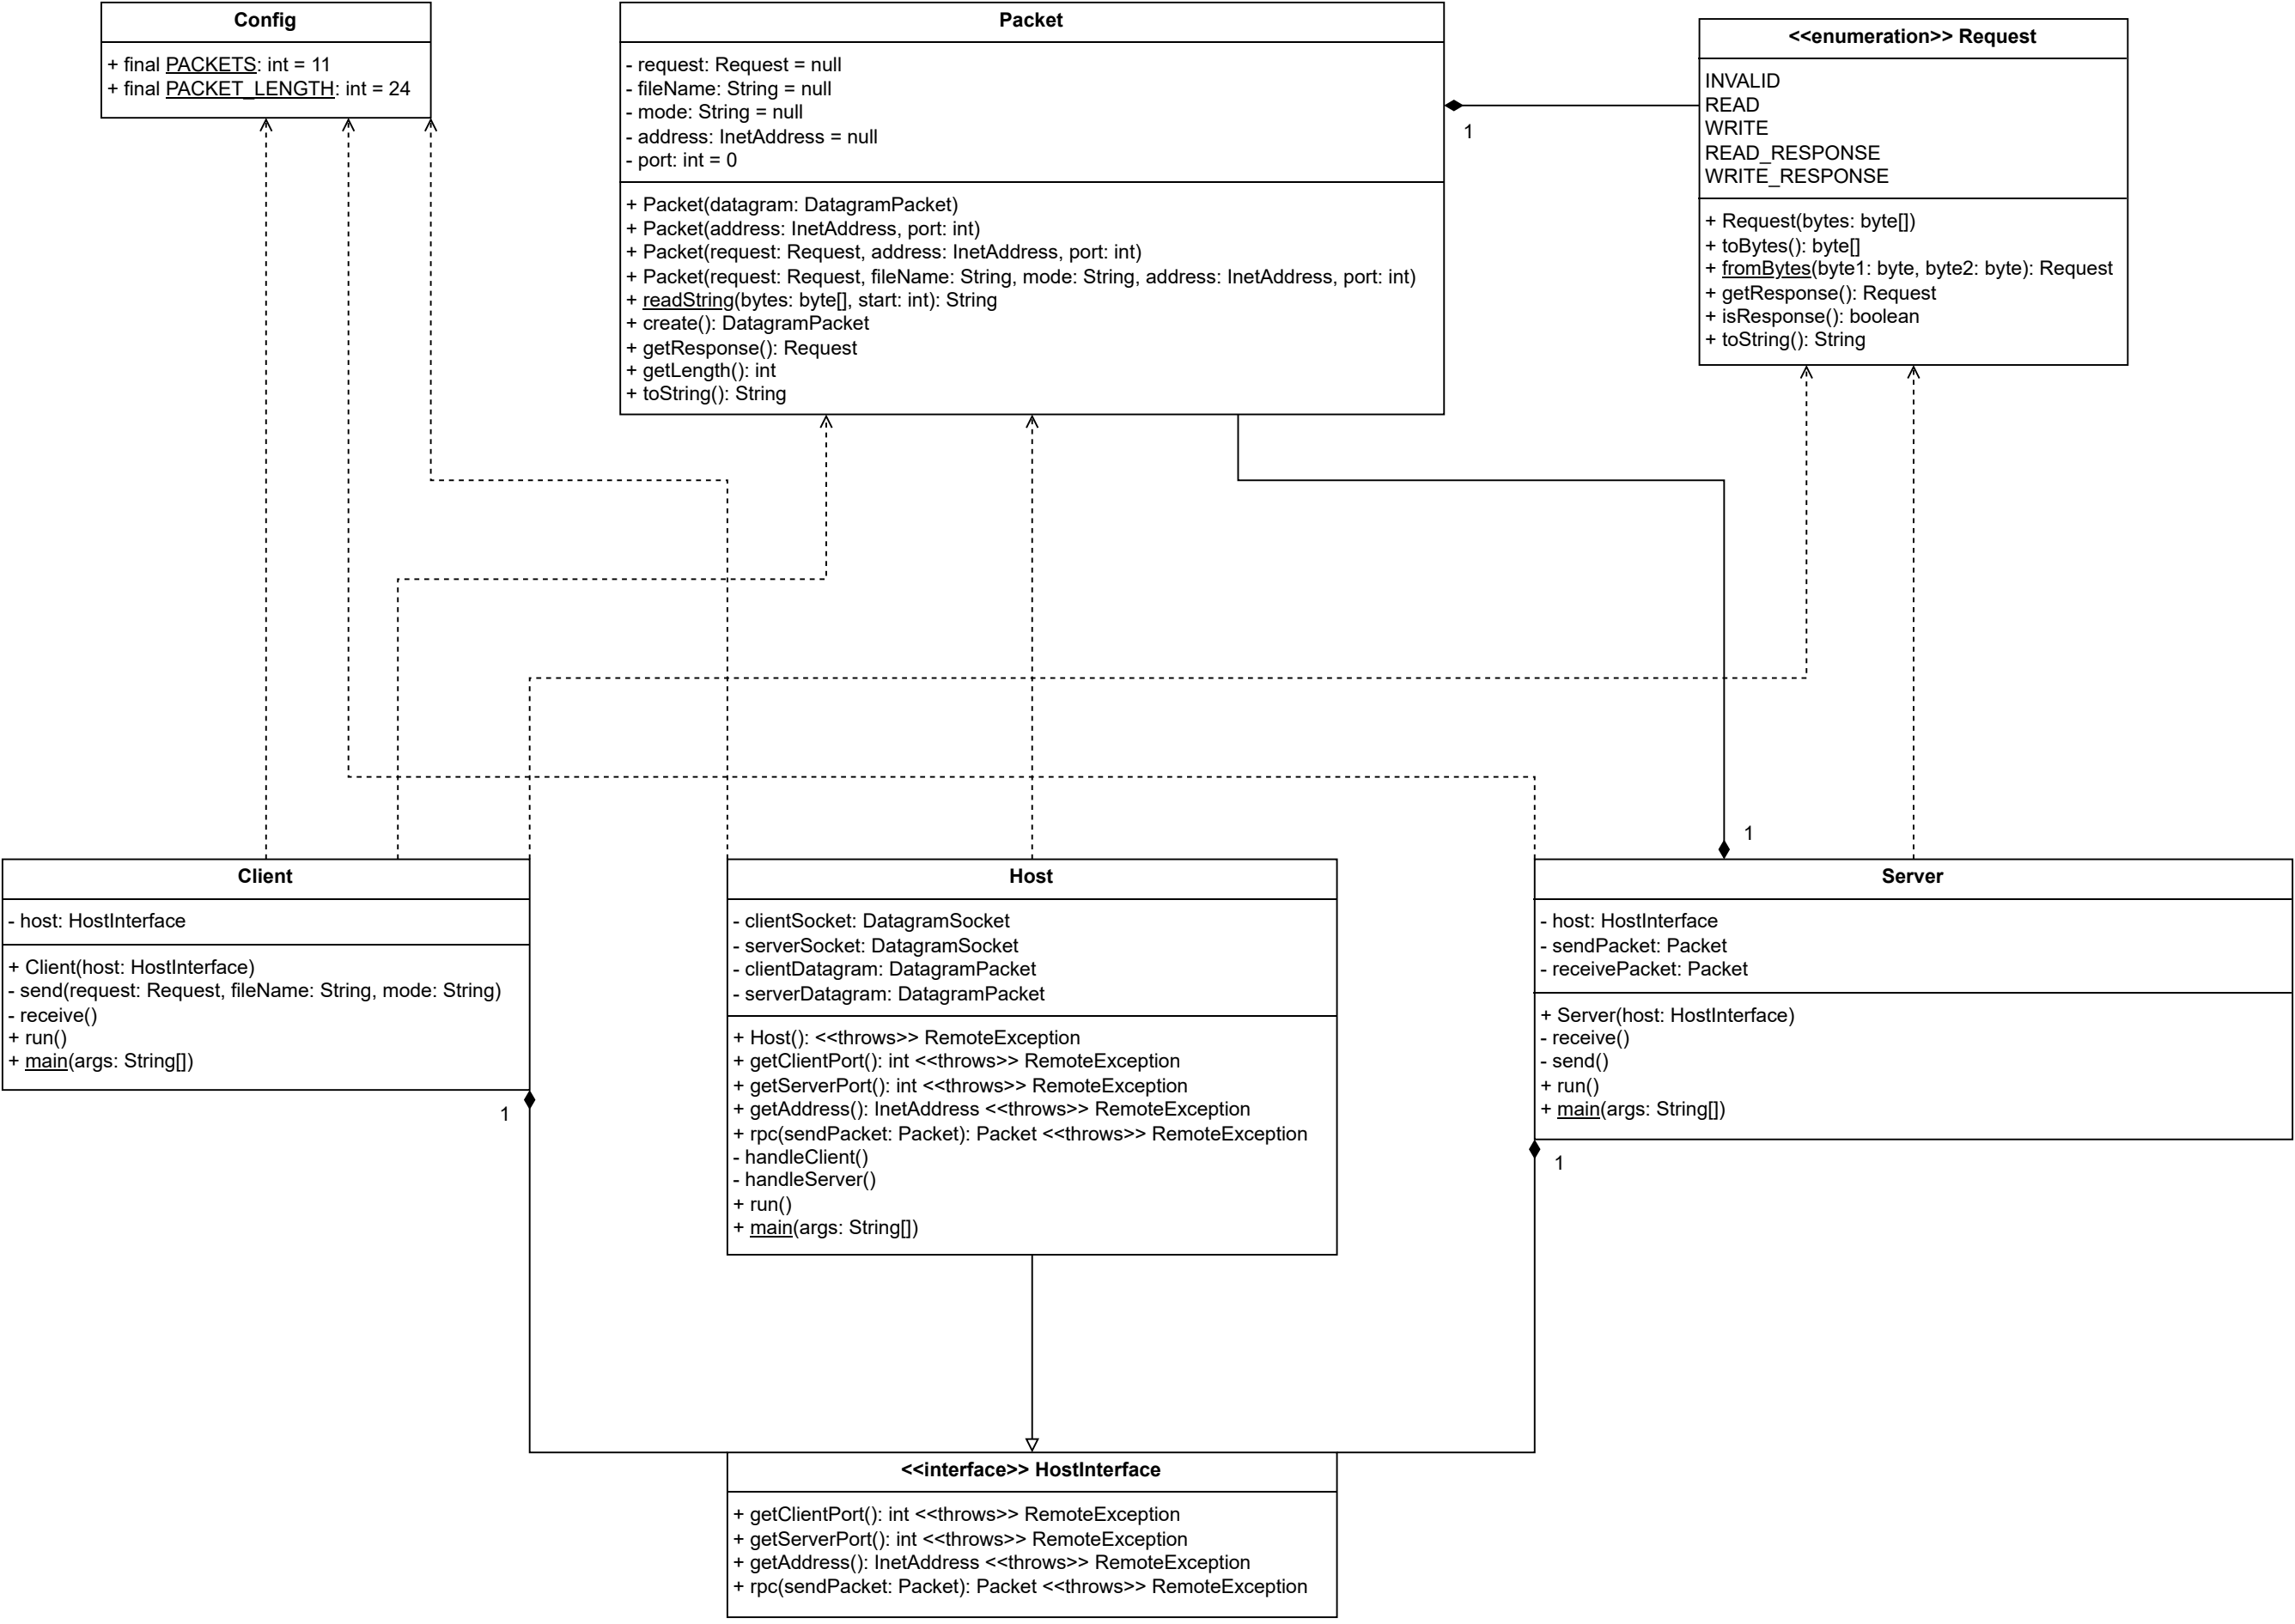 Config
+ final PACKETS: int = 11
+ final PACKET_LENGTH: int = 24
Packet
- request: Request = null
- fileName: String = null
- mode: String = null
- address: InetAddress = null
- port: int = 0
+ Packet(datagram: DatagramPacket)
+ Packet(address: InetAddress, port: int)
+ Packet(request: Request, address: InetAddress, port: int)
+ Packet(request: Request, fileName: String, mode: String, address: InetAddress, port: int)
+ readString(bytes: byte[], start: int): String
+ create(): DatagramPacket
+ getResponse(): Request
+ getLength(): int
+ toString(): String
1
<<enumeration>> Request
INVALID
READ
WRITE
READ_RESPONSE
WRITE_RESPONSE
+ Request(bytes: byte[])
+ toBytes(): byte[]
+ fromBytes(byte1: byte, byte2: byte): Request
+ getResponse(): Request
+ isResponse(): boolean
+ toString(): String
Client
- host: HostInterface
+ Client(host: HostInterface)
- send(request: Request, fileName: String, mode: String)
- receive()
+ run()
+ main(args: String[])
1
Host
- clientSocket: DatagramSocket
- serverSocket: DatagramSocket
- clientDatagram: DatagramPacket
- serverDatagram: DatagramPacket
+ Host(): <<throws>> RemoteException
+ getClientPort(): int <<throws>> RemoteException
+ getServerPort(): int <<throws>> RemoteException
+ getAddress(): InetAddress <<throws>> RemoteException
+ rpc(sendPacket: Packet): Packet <<throws>> RemoteException
- handleClient()
- handleServer()
+ run()
+ main(args: String[])
1
Server
- host: HostInterface
- sendPacket: Packet
- receivePacket: Packet
+ Server(host: HostInterface)
- receive()
- send()
+ run()
+ main(args: String[])
1
<<interface>> HostInterface
+ getClientPort(): int <<throws>> RemoteException
+ getServerPort(): int <<throws>> RemoteException
+ getAddress(): InetAddress <<throws>> RemoteException
+ rpc(sendPacket: Packet): Packet <<throws>> RemoteException